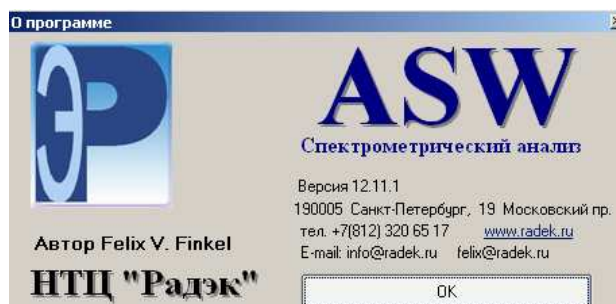 О программе
ЭР
ASW
Спектрометрический анализ
Версия 12.11.1
190005 Санкт-Петербург, 19 Московский пр.
тел. +7(812) 320 65 17 www.radek.ru
E-mail: info@radek.ru felix@radek.ru
Автор Felix V. Finkel
НТЦ "Радэк"
OK